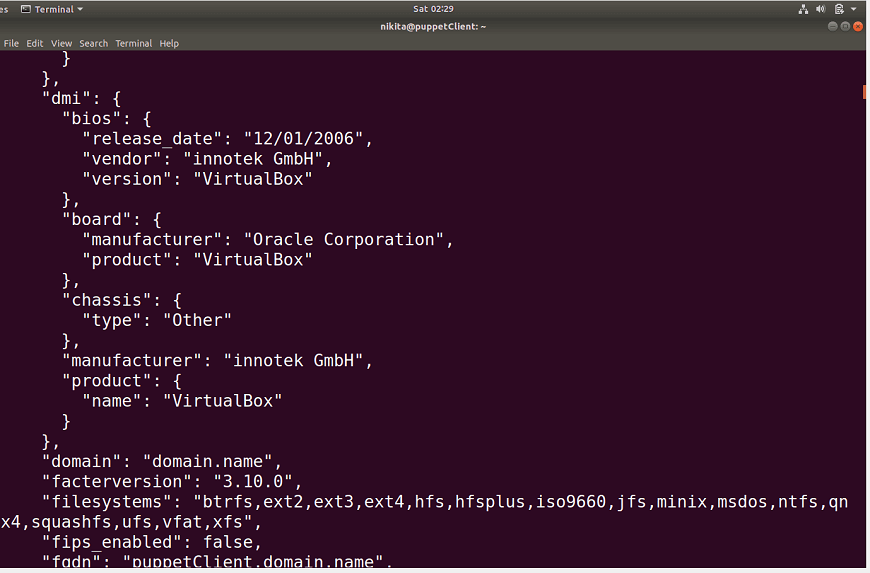 es Terminal Sat 02:29
nikita@puppetClient: ~
File Edit View Search Terminal Help
}
},
"dmi": {
"bios": {
"release_date": "12/01/2006",
"vendor": "innotek GmbH",
"version": "VirtualBox"
},
"board": {
"manufacturer": "Oracle Corporation",
"product": "VirtualBox"
},
"chassis": {
"type": "Other"
},
"manufacturer": "innotek GmbH",
"product": {
"name": "VirtualBox"
}
},
"domain": "domain.name",
"facterversion": "3.10.0",
"filesystems": "btrfs,ext2,ext3,ext4,hfs,hfsplus,iso9660,jfs,minix,msdos,ntfs,qn
x4,squashfs,ufs,vfat,xfs",
"fips_enabled": false,
"fqdn": "puppetClient.domain.name",